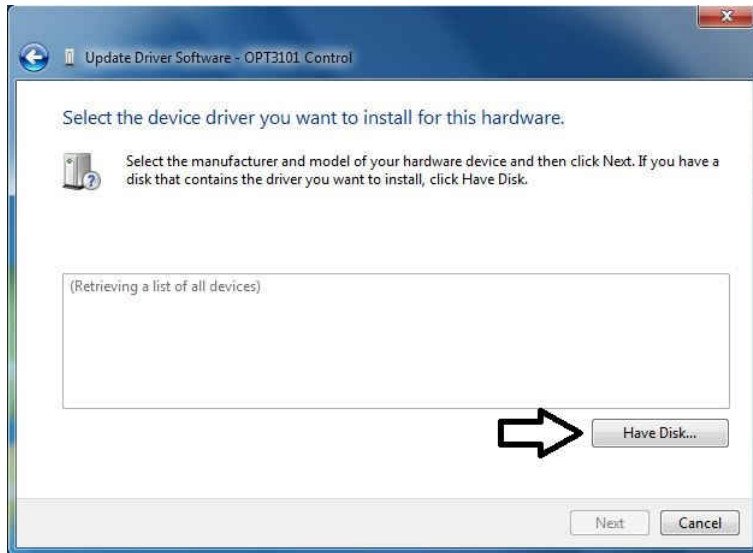 Update Driver Software - OPT3101 Control
Select the device driver you want to install for this hardware.
Select the manufacturer and model of your hardware device and then click Next. If you have a
disk that contains the driver you want to install, click Have Disk.
(Retrieving a list of all devices)
Have Disk...
Next
Cancel